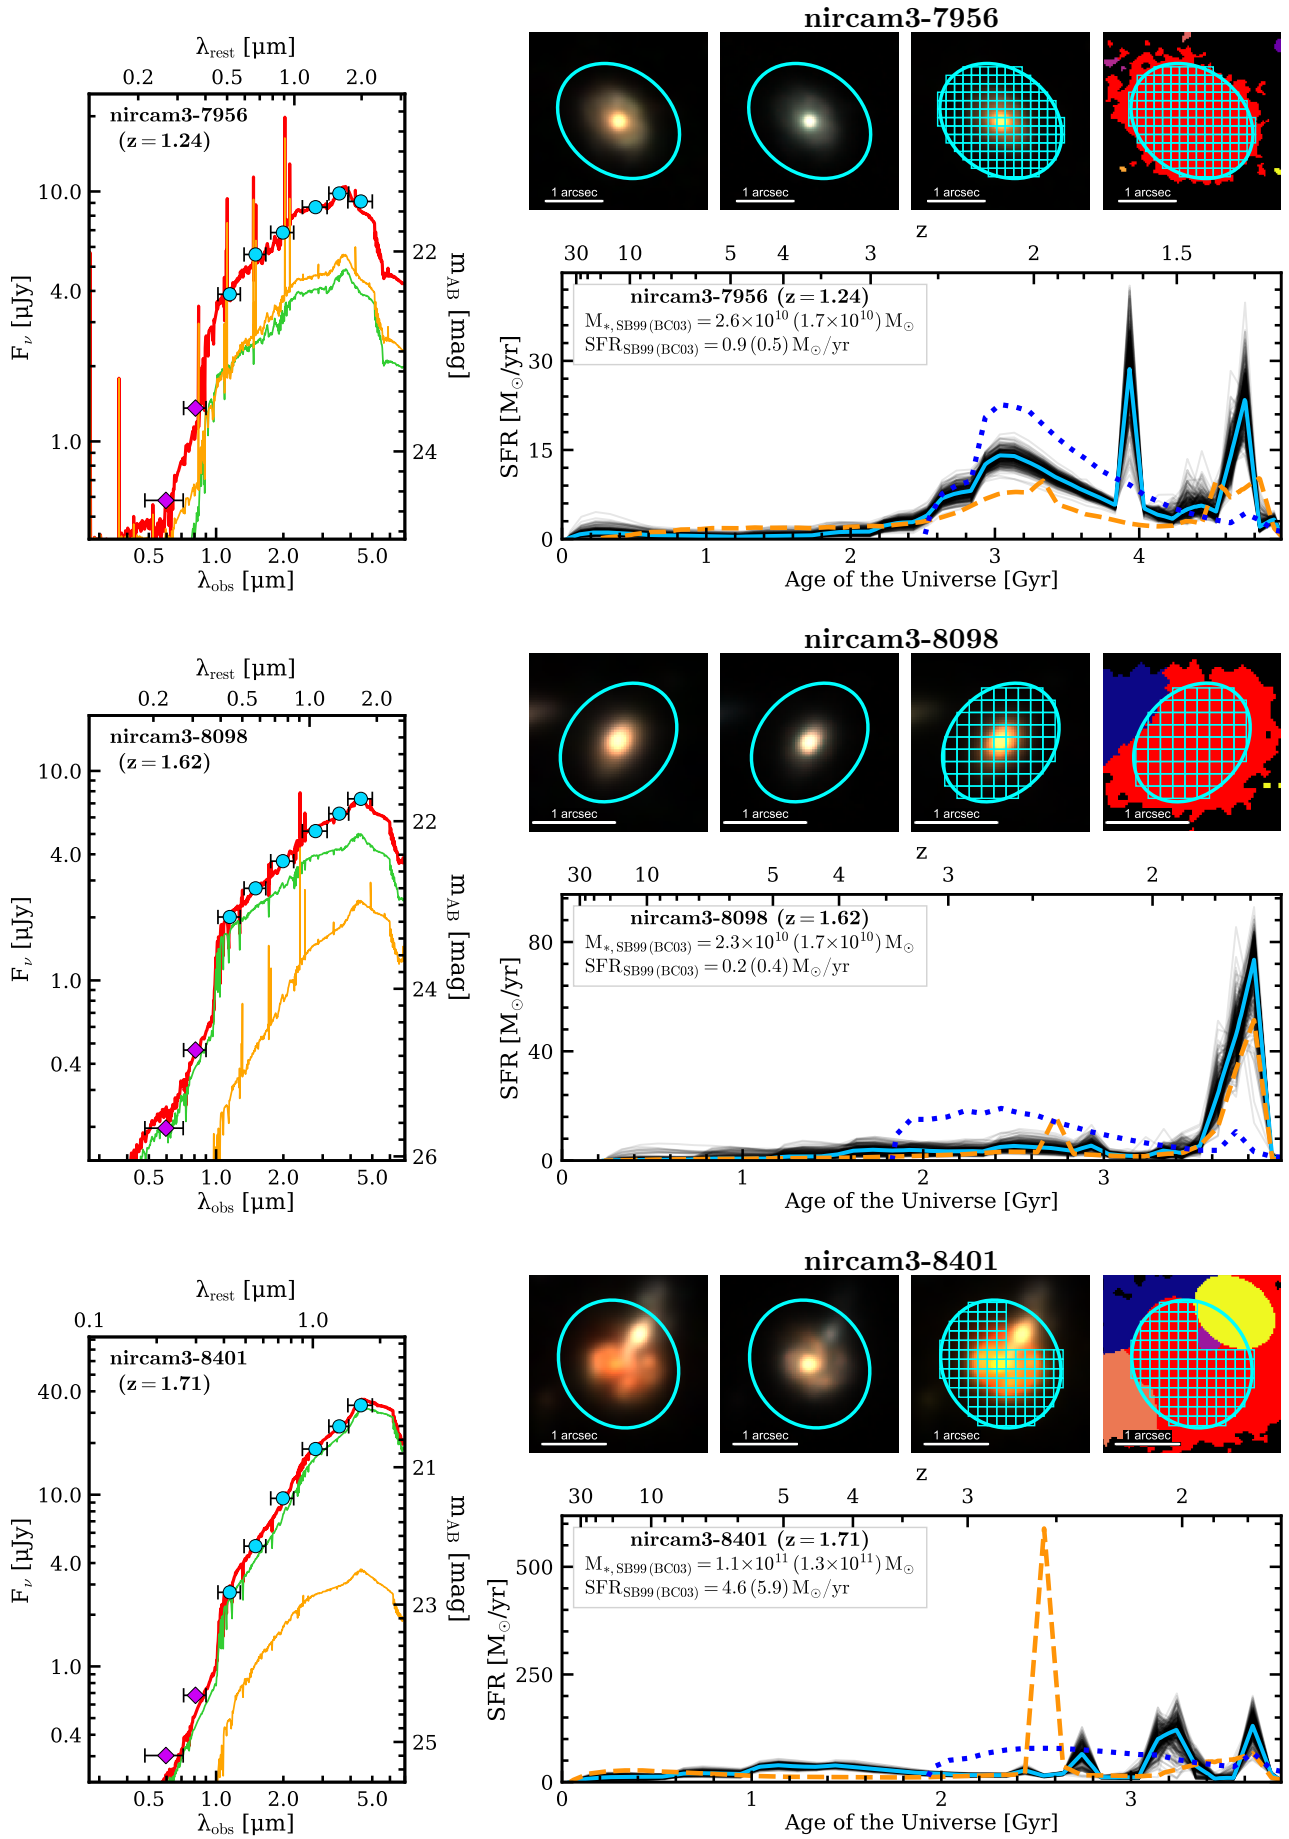 nircam3-7956
λrest [μm]
0.2 0.5 1.0 2.0
nircam3-7956
(z = 1.24)
10.0
4.0
1.0
Fν [μJy]
22
24
mAB [mag]
0.5 1.0 2.0 5.0
λobs [μm]
1 arcsec 1 arcsec 1 arcsec 1 arcsec
z
30 10 5 4 3 2 1.5
nircam3-7956 (z = 1.24)
M*,SB99(BC03) = 2.6×10^10 (1.7×10^10) M⊙
SFRSB99(BC03) = 0.9 (0.5) M⊙/yr
SFR [M⊙/yr]
30
15
0
0 1 2 3 4
Age of the Universe [Gyr]
nircam3-8098
λrest [μm]
0.2 0.5 1.0 2.0
nircam3-8098
(z = 1.62)
10.0
4.0
1.0
0.4
Fν [μJy]
22
24
26
mAB [mag]
0.5 1.0 2.0 5.0
λobs [μm]
1 arcsec 1 arcsec 1 arcsec 1 arcsec
z
30 10 5 4 3 2
nircam3-8098 (z = 1.62)
M*,SB99(BC03) = 2.3×10^10 (1.7×10^10) M⊙
SFRSB99(BC03) = 0.2 (0.4) M⊙/yr
SFR [M⊙/yr]
80
40
0
1 2 3
Age of the Universe [Gyr]
nircam3-8401
λrest [μm]
0.1 1.0
nircam3-8401
(z = 1.71)
40.0
10.0
4.0
1.0
0.4
Fν [μJy]
21
23
25
mAB [mag]
0.5 1.0 2.0 5.0
λobs [μm]
1 arcsec 1 arcsec 1 arcsec 1 arcsec
z
30 10 5 4 3 2
nircam3-8401 (z = 1.71)
M*,SB99(BC03) = 1.1×10^11 (1.3×10^11) M⊙
SFRSB99(BC03) = 4.6 (5.9) M⊙/yr
SFR [M⊙/yr]
500
250
0
0 1 2 3
Age of the Universe [Gyr]